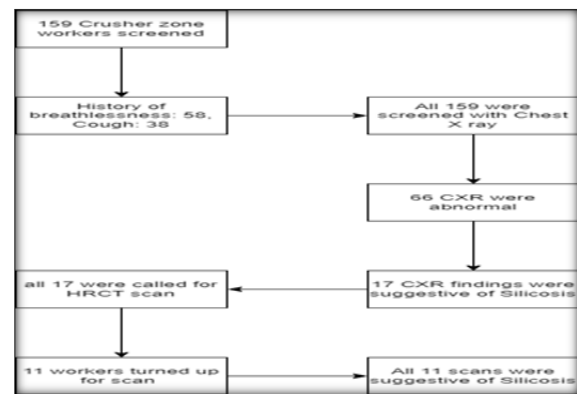 159 Crusher zone
workers screened
History of
breathlessness: 58,
Cough: 38
All 159 were
screened with Chest
X ray
66 CXR were
abnormal
17 CXR findings were
suggestive of Silicosis
all 17 were called for
HRCT scan
11 workers turned up
for scan
All 11 scans were
suggestive of Silicosis